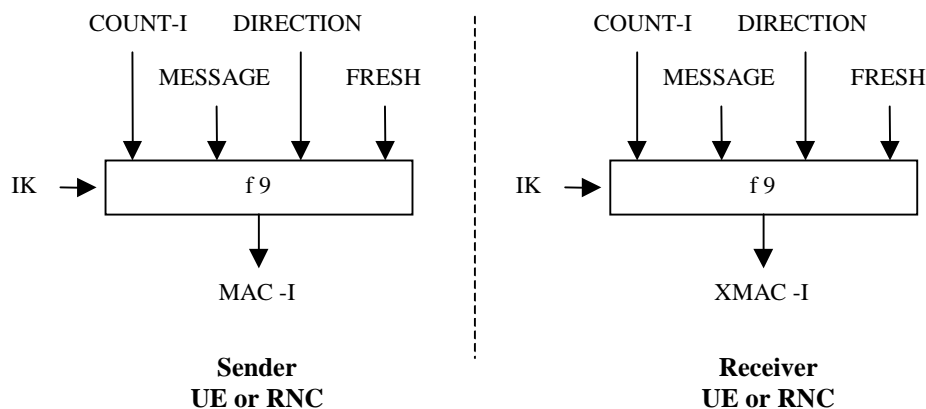 COUNT-I DIRECTION COUNT-I DIRECTION
MESSAGE FRESH MESSAGE FRESH
IK f 9 IK f 9
MAC -I XMAC -I
Sender Receiver
UE or RNC UE or RNC